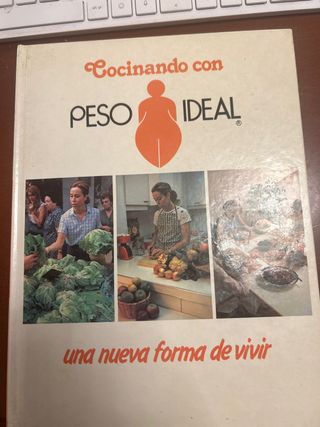 Cocinando con
PESO IDEAL®
una nueva forma de vivir